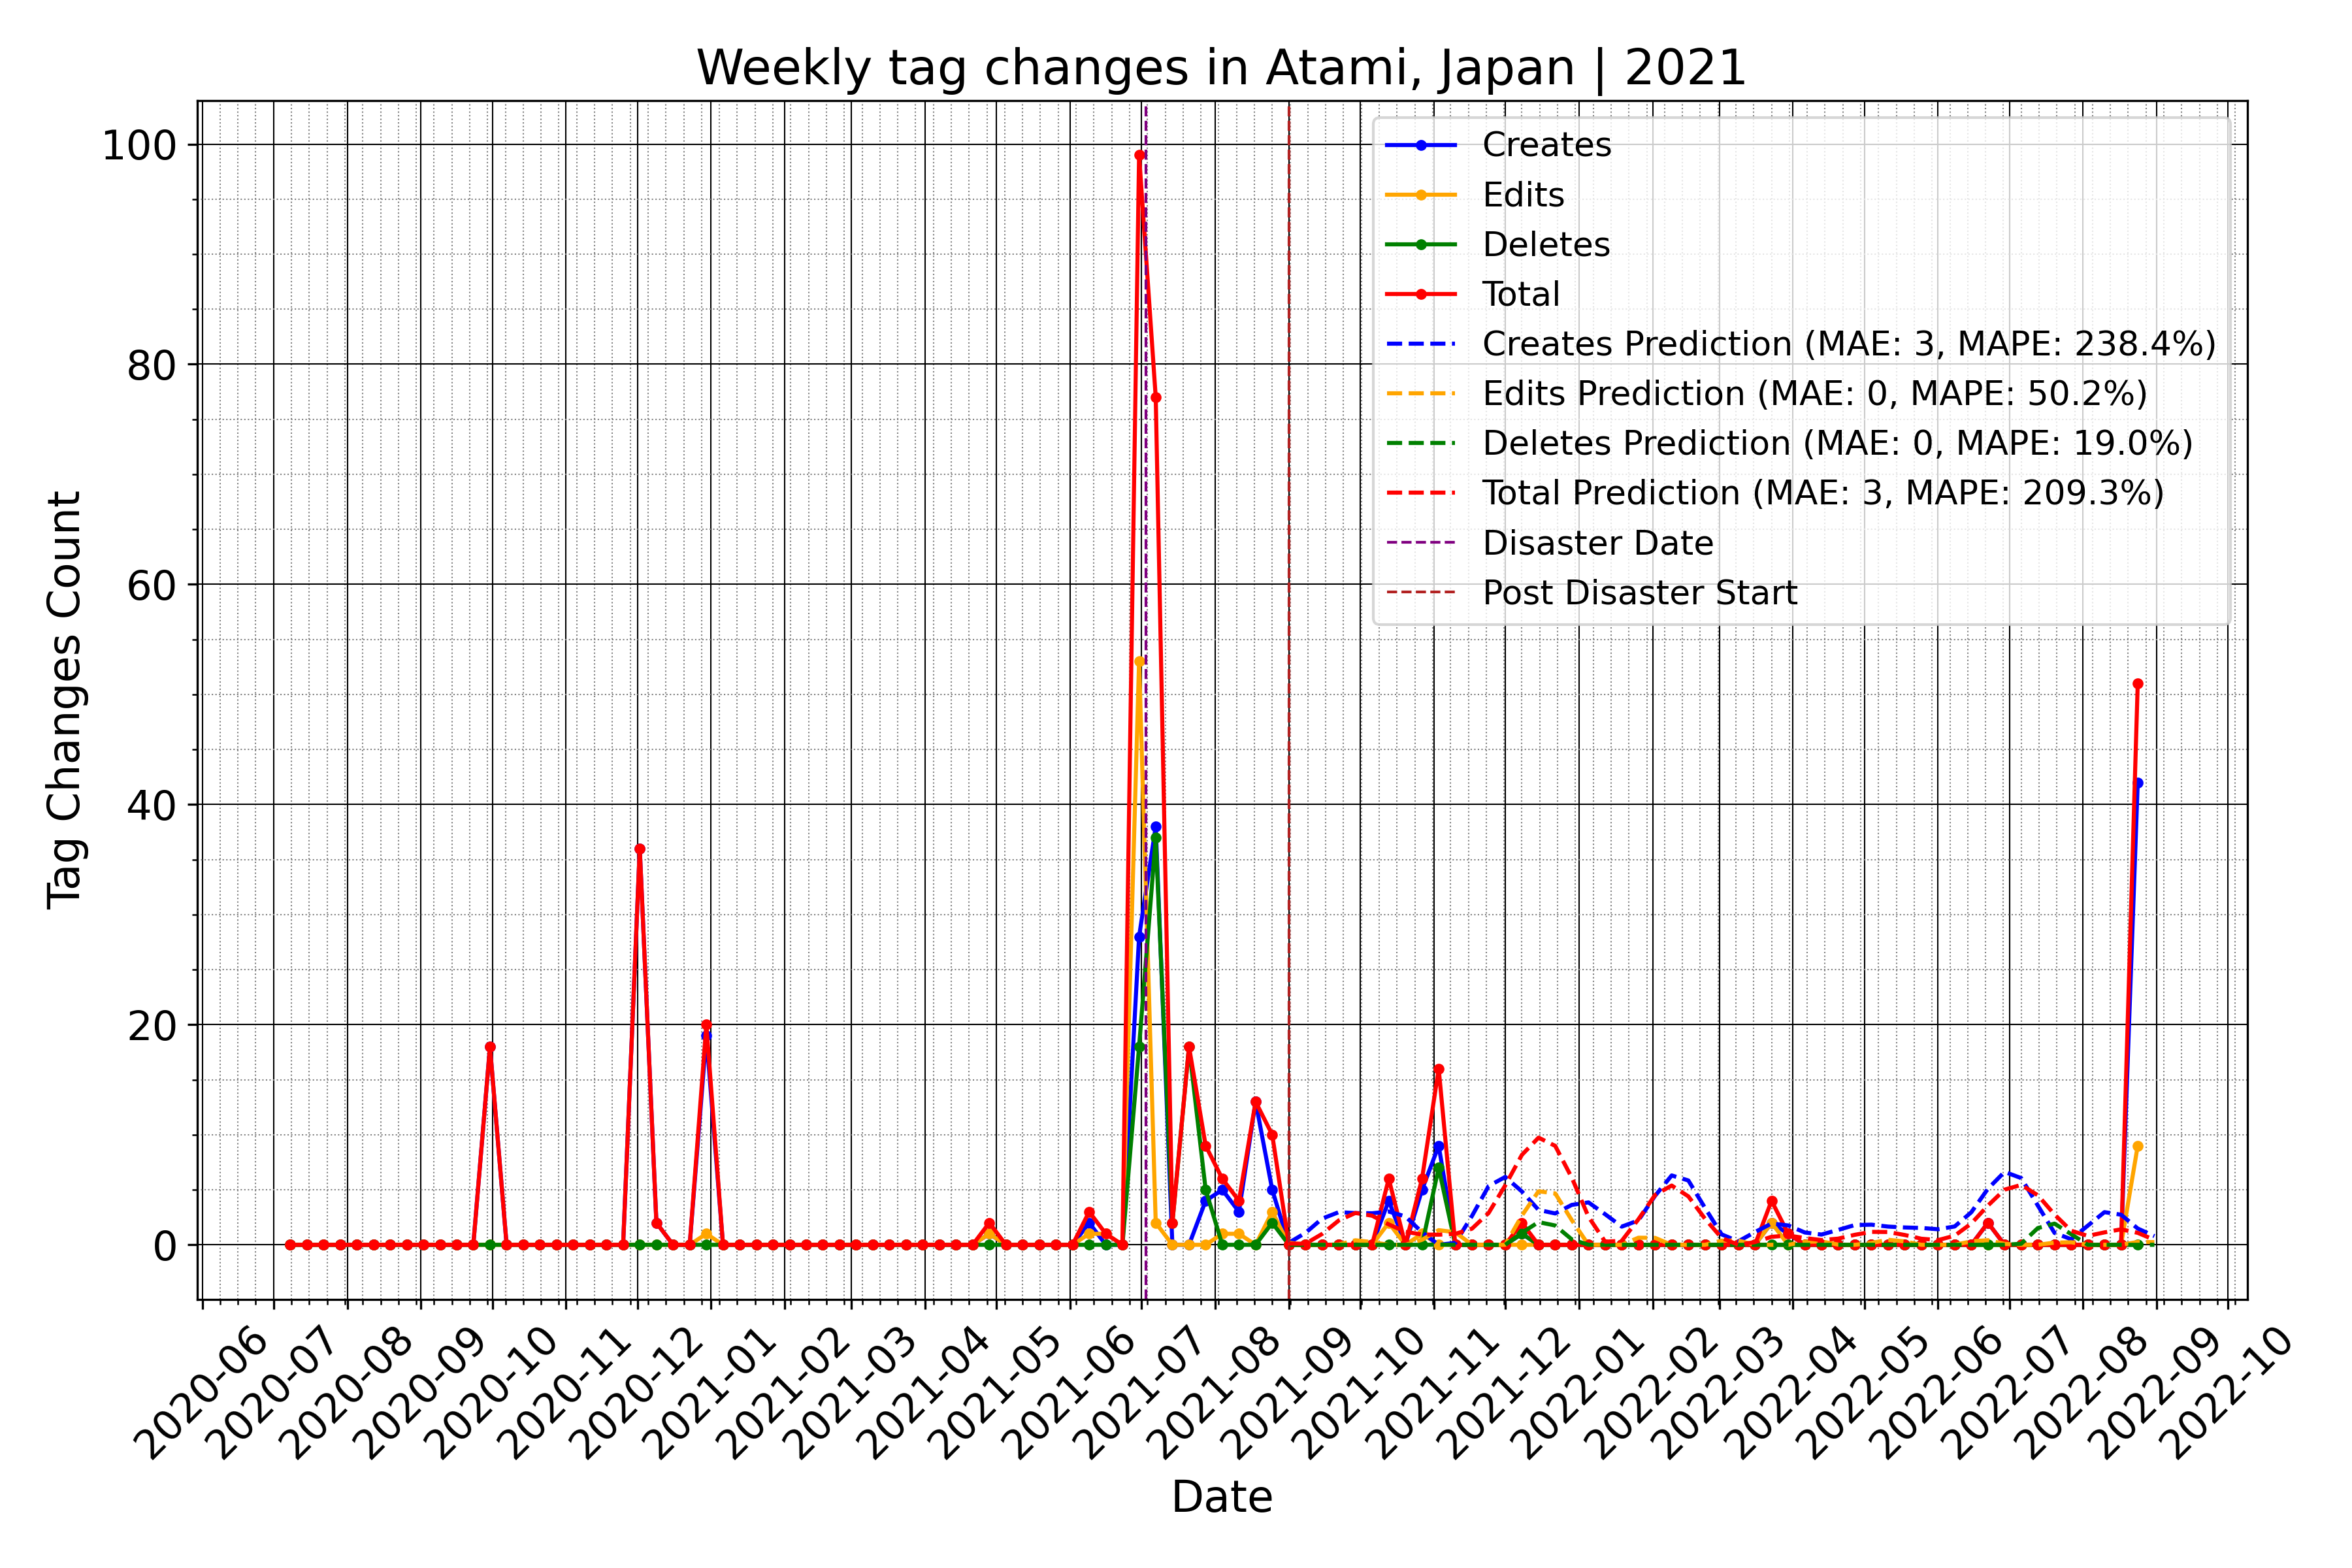 Weekly tag changes in Atami, Japan | 2021
100
80
60
40
20
0
Tag Changes Count
Creates
Edits
Deletes
Total
Creates Prediction (MAE: 3, MAPE: 238.4%)
Edits Prediction (MAE: 0, MAPE: 50.2%)
Deletes Prediction (MAE: 0, MAPE: 19.0%)
Total Prediction (MAE: 3, MAPE: 209.3%)
Disaster Date
Post Disaster Start
2020-06
2020-07
2020-08
2020-09
2020-10
2020-11
2020-12
2021-01
2021-02
2021-03
2021-04
2021-05
2021-06
2021-07
2021-08
2021-09
2021-10
2021-11
2021-12
2022-01
2022-02
2022-03
2022-04
2022-05
2022-06
2022-07
2022-08
2022-09
2022-10
Date